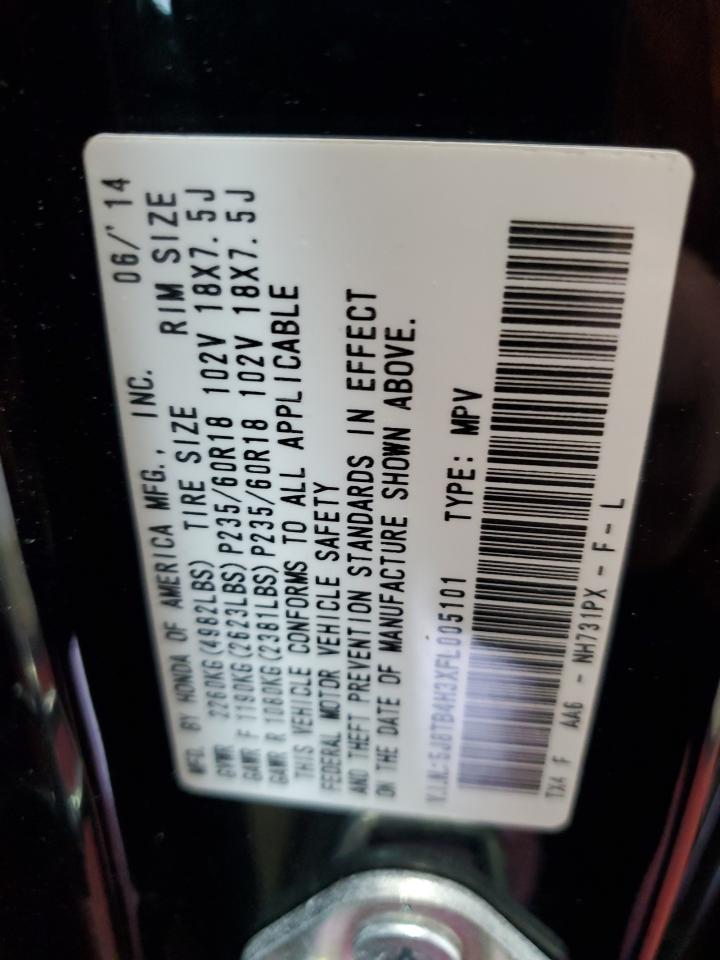 MFD. BY HONDA OF AMERICA MFG., INC. 06/'14
GVWR 2260KG(4982LBS) TIRE SIZE RIM SIZE
GAWR F 1190KG(2623LBS) P235/60R18 102V 18X7.5J
GAWR R 1080KG(2381LBS) P235/60R18 102V 18X7.5J
THIS VEHICLE CONFORMS TO ALL APPLICABLE
FEDERAL MOTOR VEHICLE SAFETY
AND THEFT PREVENTION STANDARDS IN EFFECT
ON THE DATE OF MANUFACTURE SHOWN ABOVE.
V.I.N.:5J8TB4H3XFL005101 TYPE: MPV
TX4 F AA6 - NH731PX - F - L